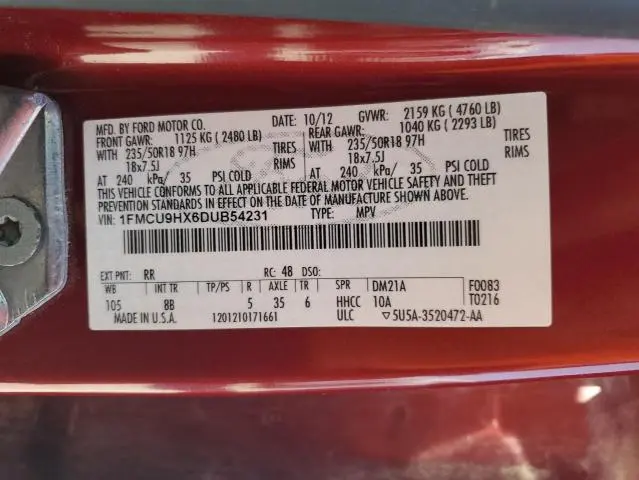 MFD. BY FORD MOTOR CO. DATE: 10/12 GVWR: 2159 KG ( 4760 LB)
FRONT GAWR: 1125 KG ( 2480 LB) REAR GAWR: 1040 KG ( 2293 LB)
WITH 235/50R18 97H TIRES WITH 235/50R18 97H TIRES
18x7.5J RIMS 18x7.5J RIMS
AT 240 kPa/ 35 PSI COLD AT 240 kPa/ 35 PSI COLD
THIS VEHICLE CONFORMS TO ALL APPLICABLE FEDERAL MOTOR VEHICLE SAFETY AND THEFT PREVENTION
STANDARDS IN EFFECT ON THE DATE OF MANUFACTURE SHOWN ABOVE.
VIN: 1FMCU9HX6DUB54231 TYPE: MPV
EXT PNT: RR RC: 48 DSO:
WB INT TR TP/PS R AXLE TR SPR DM21A F0083
105 8B 5 35 6 HHCC 10A T0216
MADE IN U.S.A. 1201210171661 ULC ▽5U5A-3520472-AA